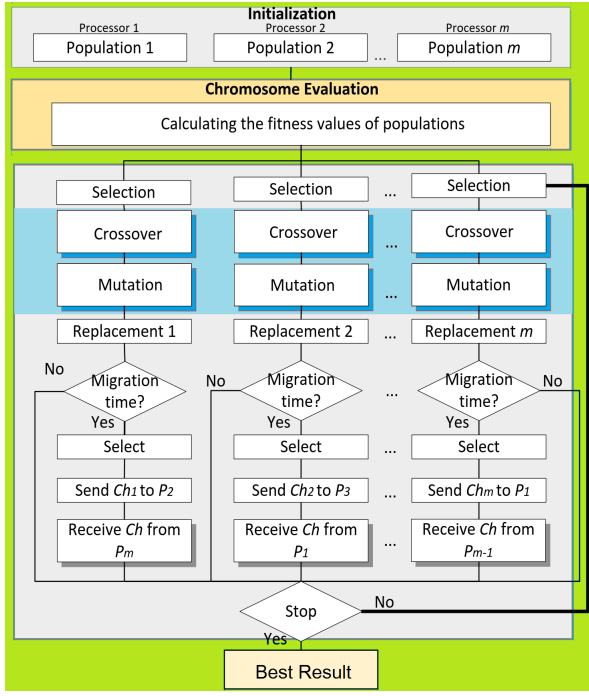 Initialization
Processor 1 Processor 2 Processor m
Population 1 Population 2 ... Population m
Chromosome Evaluation
Calculating the fitness values of populations
Selection Selection ... Selection
Crossover Crossover ... Crossover
Mutation Mutation ... Mutation
Replacement 1 Replacement 2 ... Replacement m
No No No
Migration Migration Migration
time? time? ... time?
Yes Yes Yes
Select Select ... Select
Send Ch1 to P2 Send Ch2 to P3 ... Send Chm to P1
Receive Ch from Receive Ch from Receive Ch from
Pm P1 ... Pm-1
Stop No
Yes
Best Result